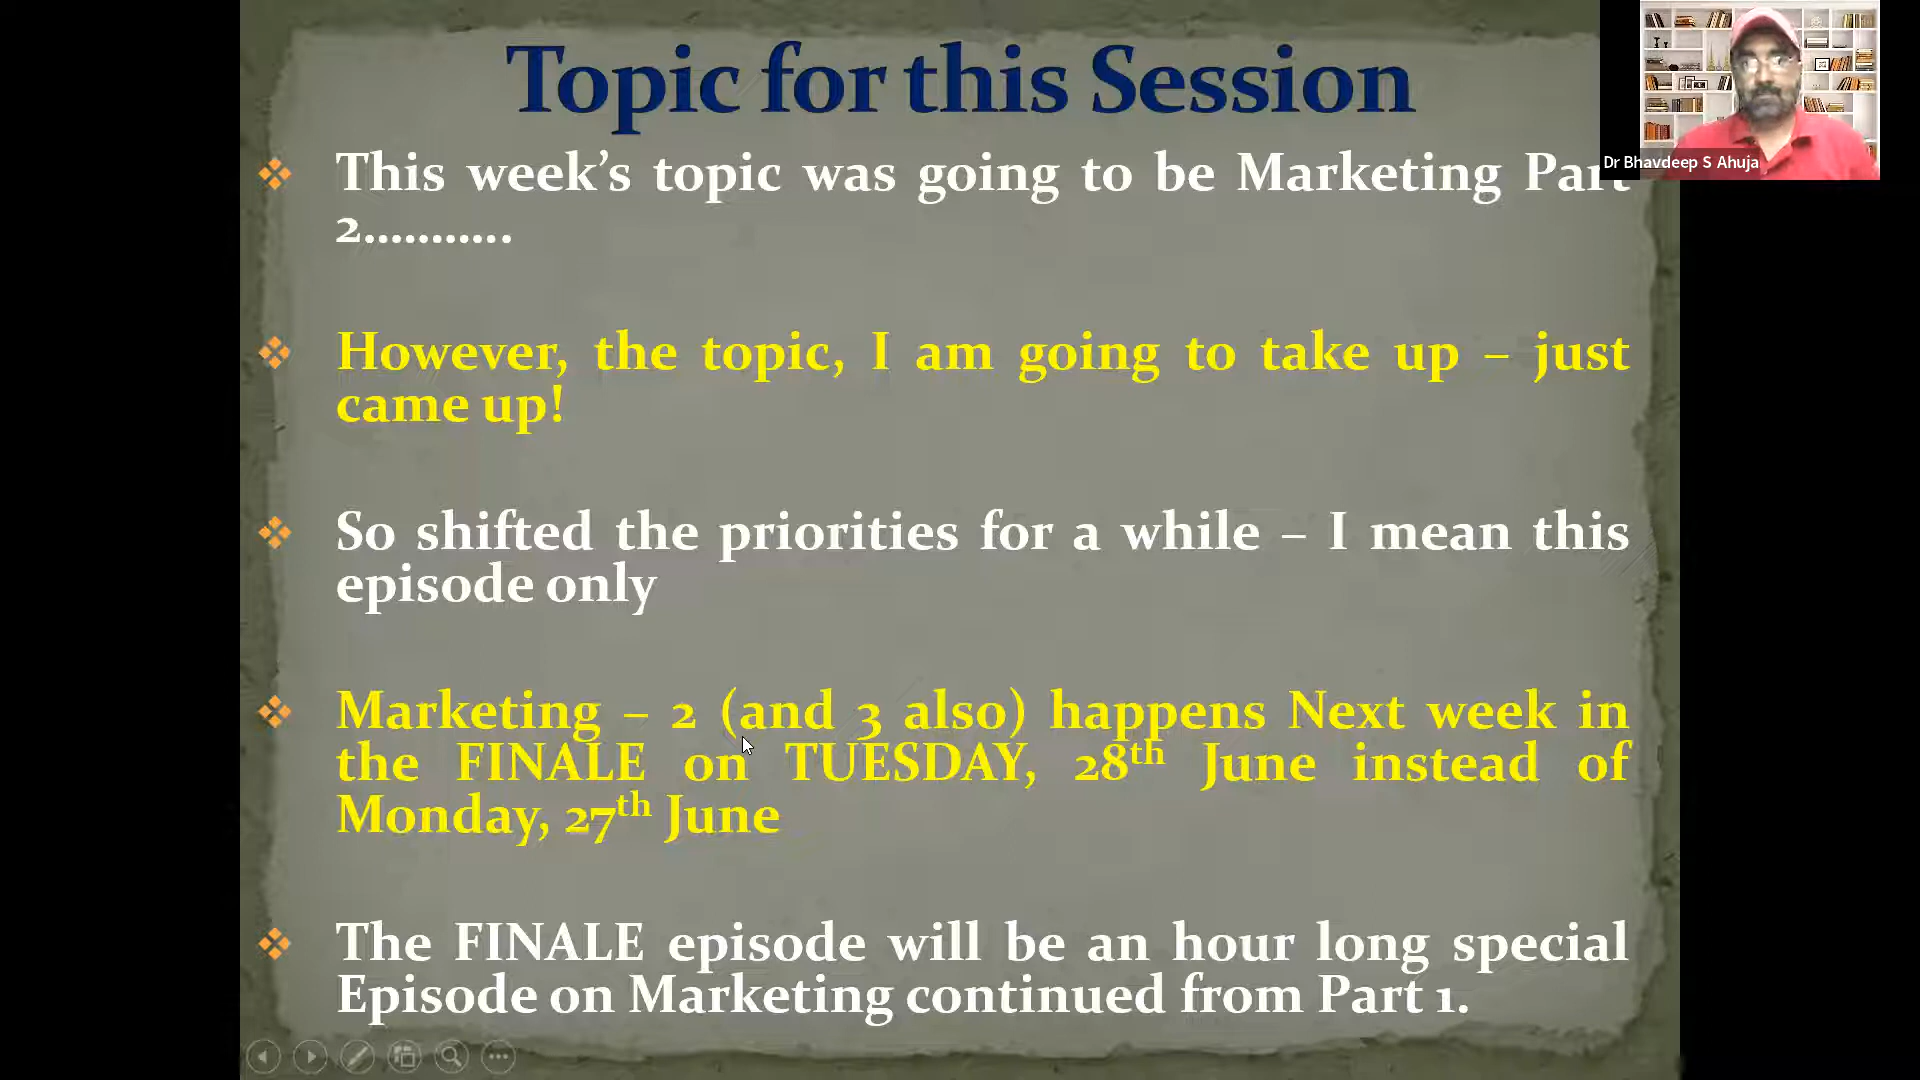 Topic for this Session
This week’s topic was going to be Marketing Part
2...........
However, the topic, I am going to take up – just
came up!
So shifted the priorities for a while – I mean this
episode only
Marketing – 2 (and 3 also) happens Next week in
the FINALE on TUESDAY, 28th June instead of
Monday, 27th June
The FINALE episode will be an hour long special
Episode on Marketing continued from Part 1.
Dr Bhavdeep S Ahuja